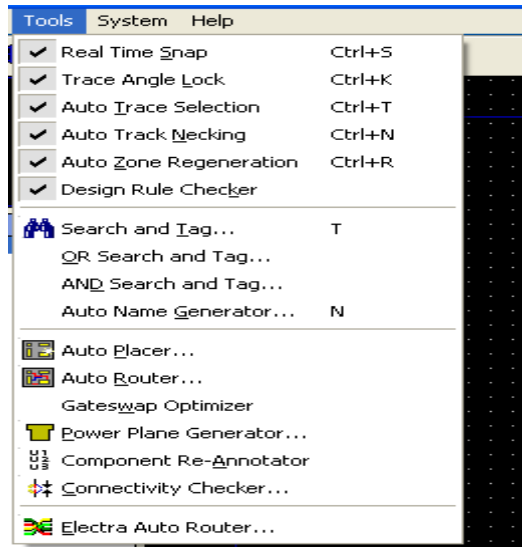 Tools System Help
Real Time Snap Ctrl+S
Trace Angle Lock Ctrl+K
Auto Trace Selection Ctrl+T
Auto Track Necking Ctrl+N
Auto Zone Regeneration Ctrl+R
Design Rule Checker
Search and Tag... T
OR Search and Tag...
AND Search and Tag...
Auto Name Generator... N
Auto Placer...
Auto Router...
Gateswap Optimizer
Power Plane Generator...
Component Re-Annotator
Connectivity Checker...
Electra Auto Router...